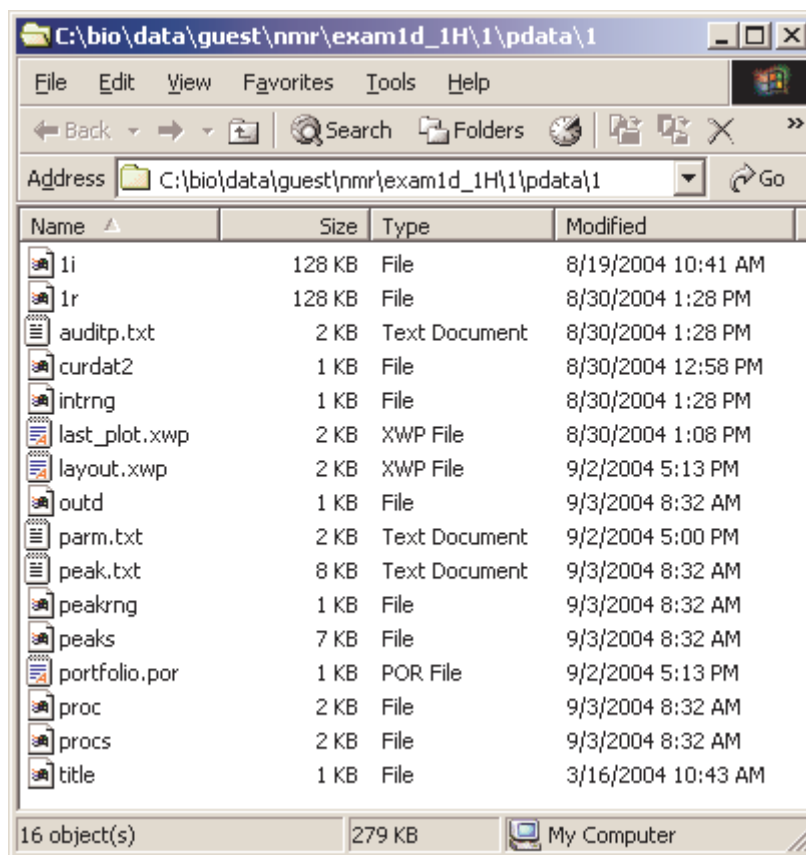 C:\bio\data\guest\nmr\exam1d_1H\1\pdata\1
File Edit View Favorites Tools Help
Back Search Folders »
Address C:\bio\data\guest\nmr\exam1d_1H\1\pdata\1 Go
Name Size Type Modified
1i 128 KB File 8/19/2004 10:41 AM
1r 128 KB File 8/30/2004 1:28 PM
auditp.txt 2 KB Text Document 8/30/2004 1:28 PM
curdat2 1 KB File 8/30/2004 12:58 PM
intrng 1 KB File 8/30/2004 1:28 PM
last_plot.xwp 2 KB XWP File 8/30/2004 1:08 PM
layout.xwp 2 KB XWP File 9/2/2004 5:13 PM
outd 1 KB File 9/3/2004 8:32 AM
parm.txt 2 KB Text Document 9/2/2004 5:00 PM
peak.txt 8 KB Text Document 9/3/2004 8:32 AM
peakrng 1 KB File 9/3/2004 8:32 AM
peaks 7 KB File 9/3/2004 8:32 AM
portfolio.por 1 KB POR File 9/2/2004 5:13 PM
proc 2 KB File 9/3/2004 8:32 AM
procs 2 KB File 9/3/2004 8:32 AM
title 1 KB File 3/16/2004 10:43 AM
16 object(s) 279 KB My Computer